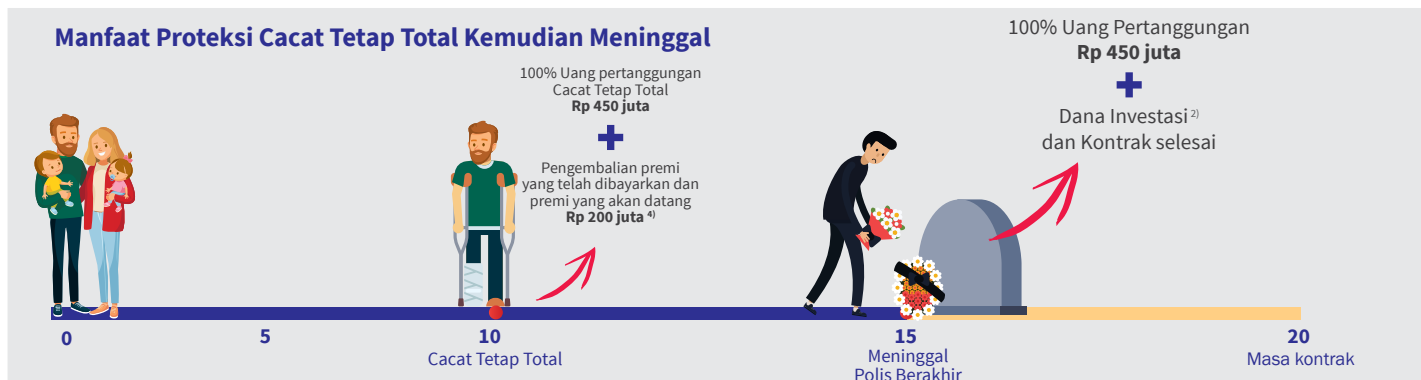 Manfaat Proteksi Cacat Tetap Total Kemudian Meninggal
100% Uang pertanggungan
Cacat Tetap Total
Rp 450 juta
Pengembalian premi
yang telah dibayarkan dan
premi yang akan datang
Rp 200 juta 4)
100% Uang Pertanggungan
Rp 450 juta
Dana Investasi 2)
dan Kontrak selesai
0
5
10
15
20
Cacat Tetap Total
Meninggal
Polis Berakhir
Masa kontrak